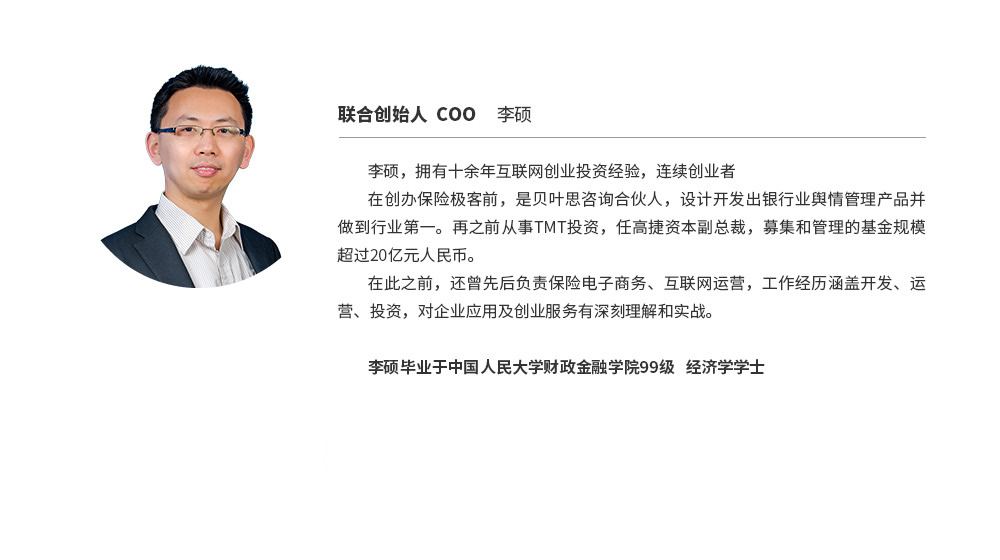 联合创始人 COO 李硕
李硕，拥有十余年互联网创业投资经验，连续创业者
在创办保险极客前，是贝叶思咨询合伙人，设计开发出银行业舆情管理产品并
做到行业第一。再之前从事TMT投资，任高捷资本副总裁，募集和管理的基金规模
超过20亿元人民币。
在此之前，还曾先后负责保险电子商务、互联网运营，工作经历涵盖开发、运
营、投资，对企业应用及创业服务有深刻理解和实战。
李硕毕业于中国人民大学财政金融学院99级 经济学学士